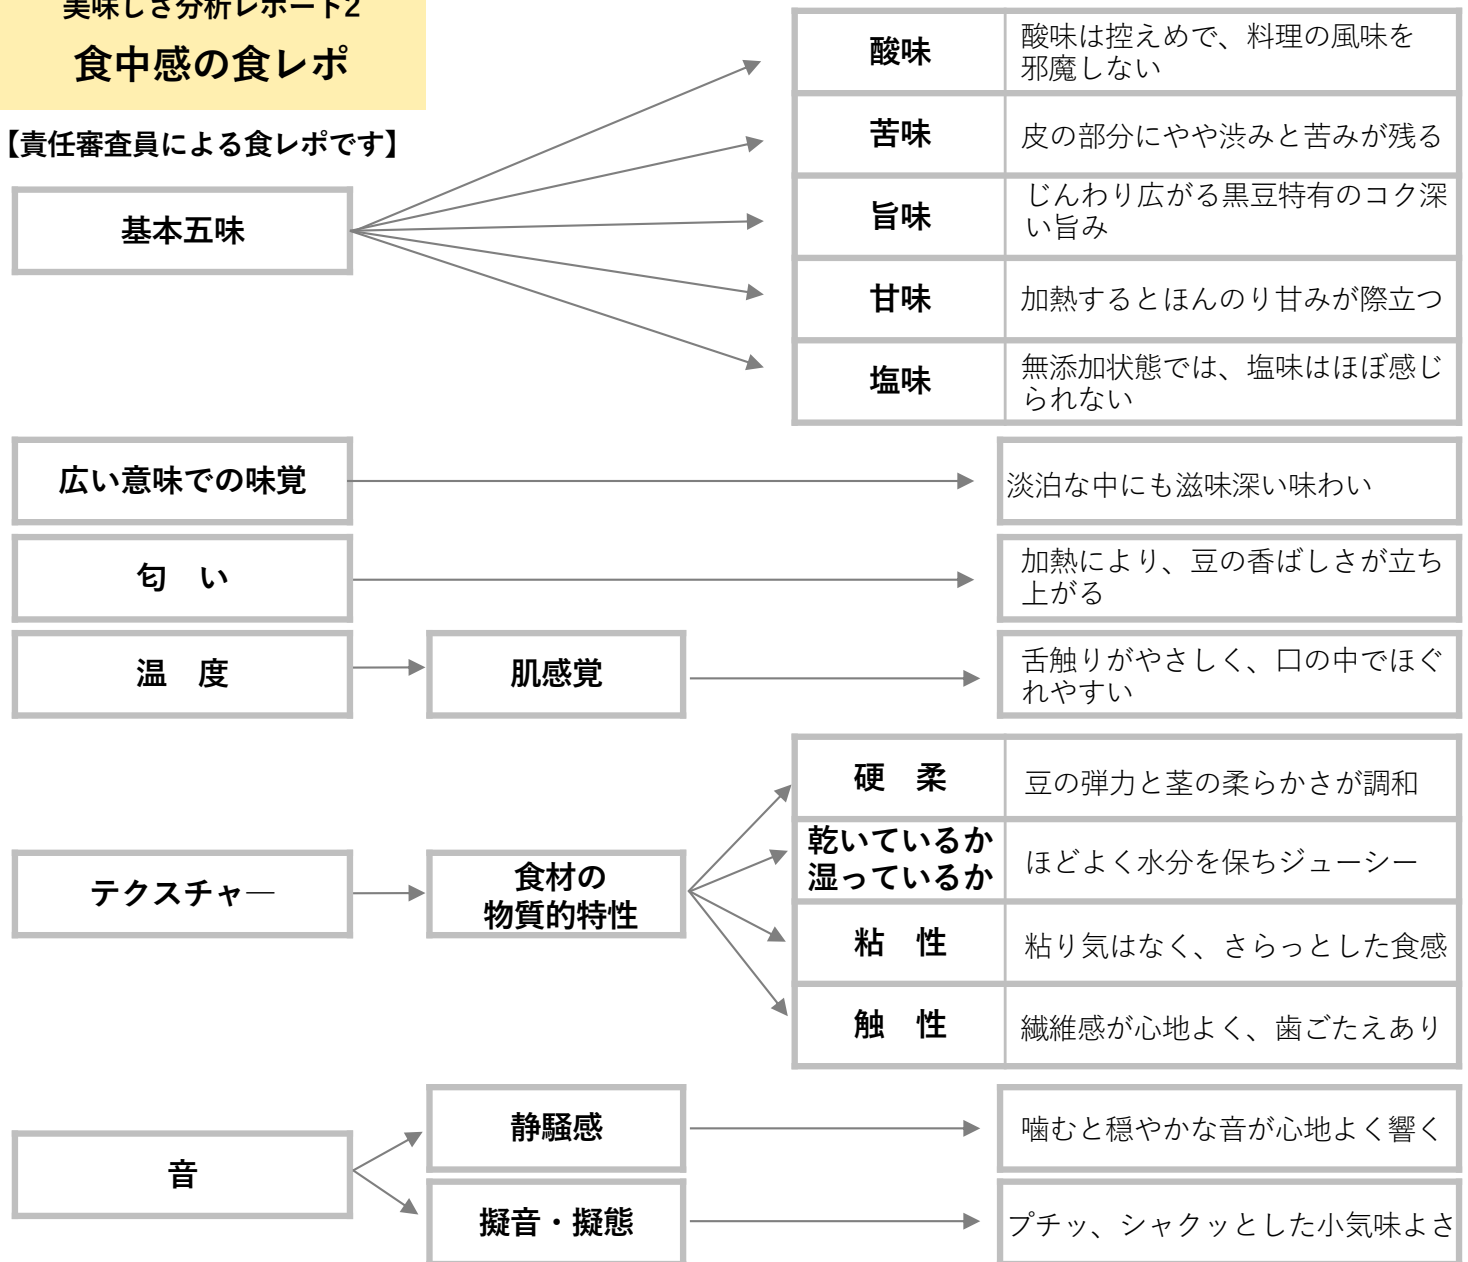 美味しさ分析レポート2
食中感の食レポ
【責任審査員による食レポです】
基本五味
酸味
酸味は控えめで、料理の風味を
邪魔しない
苦味
皮の部分にやや渋みと苦みが残る
旨味
じんわり広がる黒豆特有のコク深
い旨み
甘味
加熱するとほんのり甘みが際立つ
塩味
無添加状態では、塩味はほぼ感じ
られない
広い意味での味覚
淡泊な中にも滋味深い味わい
匂　い
加熱により、豆の香ばしさが立ち
上がる
温　度
肌感覚
舌触りがやさしく、口の中でほぐ
れやすい
テクスチャ―
食材の
物質的特性
硬　柔
豆の弾力と茎の柔らかさが調和
乾いているか
湿っているか
ほどよく水分を保ちジューシー
粘　性
粘り気はなく、さらっとした食感
触　性
繊維感が心地よく、歯ごたえあり
音
静騒感
噛むと穏やかな音が心地よく響く
擬音・擬態
プチッ、シャクッとした小気味よさ